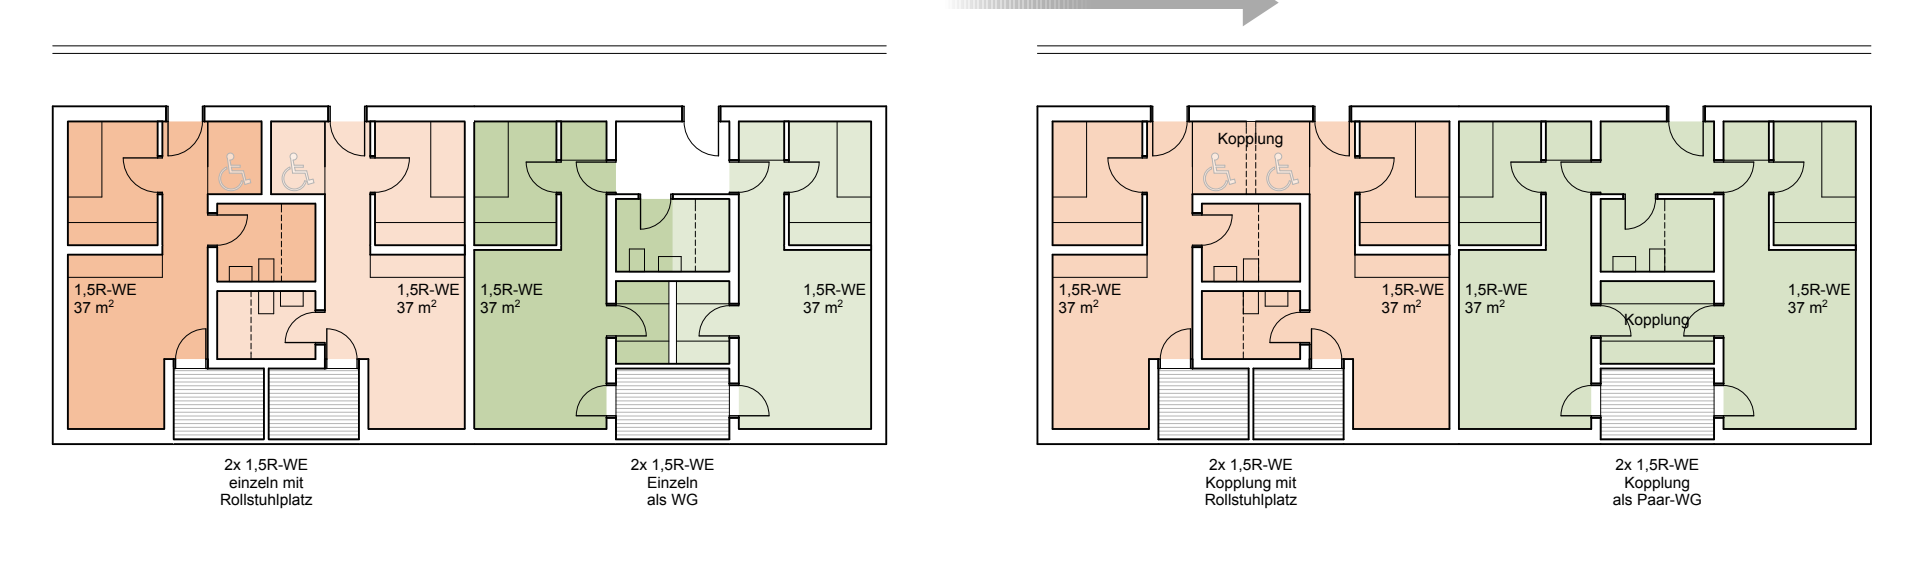 1,5R-WE
37 m²
1,5R-WE
37 m²
1,5R-WE
37 m²
1,5R-WE
37 m²
2x 1,5R-WE
einzeln mit
Rollstuhlplatz
2x 1,5R-WE
Einzeln
als WG
Kopplung
1,5R-WE
37 m²
1,5R-WE
37 m²
1,5R-WE
37 m²
Kopplung
1,5R-WE
37 m²
2x 1,5R-WE
Kopplung mit
Rollstuhlplatz
2x 1,5R-WE
Kopplung
als Paar-WG